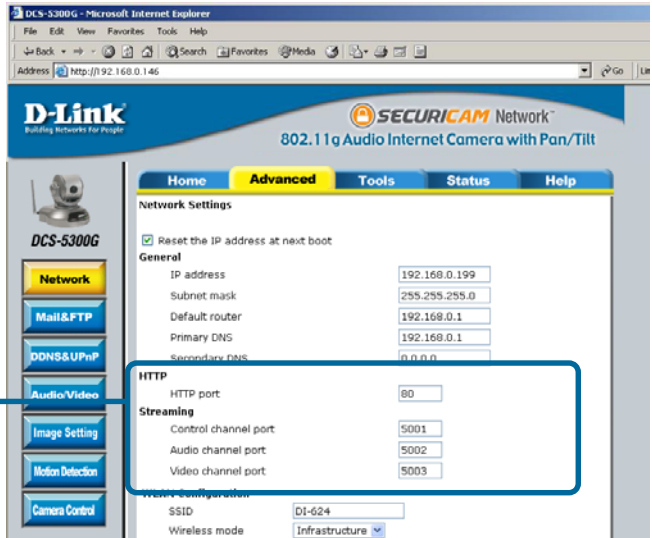 DCS-5300G - Microsoft Internet Explorer
File Edit View Favorites Tools Help
Back Search Favorites Media
Address http://192.168.0.146 Go
D-Link
Building Networks for People
SECURICAM Network™
802.11g Audio Internet Camera with Pan/Tilt
Home Advanced Tools Status Help
DCS-5300G
Network
Mail&FTP
DDNS&UPnP
Audio/Video
Image Setting
Motion Detection
Camera Control
Network Settings
Reset the IP address at next boot
General
IP address 192.168.0.199
Subnet mask 255.255.255.0
Default router 192.168.0.1
Primary DNS 192.168.0.1
Secondary DNS 0.0.0.0
HTTP
HTTP port 80
Streaming
Control channel port 5001
Audio channel port 5002
Video channel port 5003
WLAN Configuration
SSID DI-624
Wireless mode Infrastructure